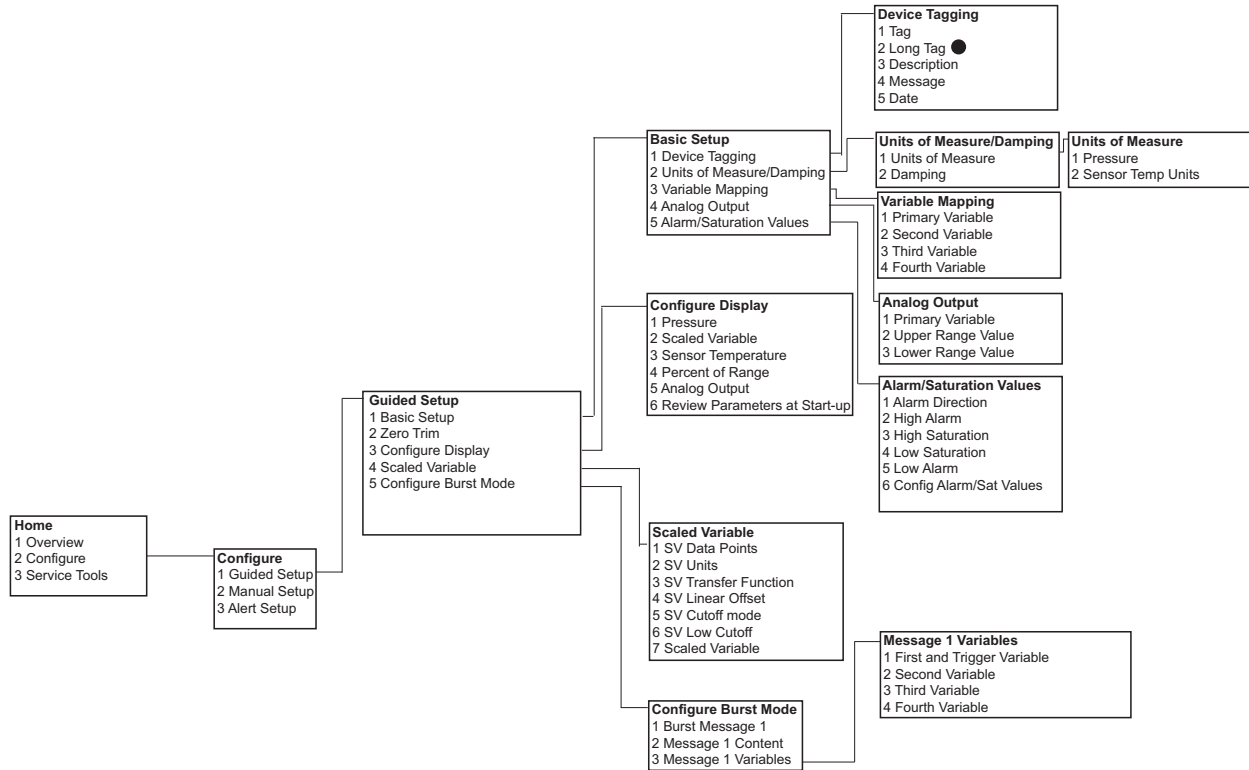 Home
1 Overview
2 Configure
3 Service Tools
Configure
1 Guided Setup
2 Manual Setup
3 Alert Setup
Guided Setup
1 Basic Setup
2 Zero Trim
3 Configure Display
4 Scaled Variable
5 Configure Burst Mode
Basic Setup
1 Device Tagging
2 Units of Measure/Damping
3 Variable Mapping
4 Analog Output
5 Alarm/Saturation Values
Configure Display
1 Pressure
2 Scaled Variable
3 Sensor Temperature
4 Percent of Range
5 Analog Output
6 Review Parameters at Start-up
Scaled Variable
1 SV Data Points
2 SV Units
3 SV Transfer Function
4 SV Linear Offset
5 SV Cutoff mode
6 SV Low Cutoff
7 Scaled Variable
Configure Burst Mode
1 Burst Message 1
2 Message 1 Content
3 Message 1 Variables
Device Tagging
1 Tag
2 Long Tag
3 Description
4 Message
5 Date
Units of Measure/Damping
1 Units of Measure
2 Damping
Units of Measure
1 Pressure
2 Sensor Temp Units
Variable Mapping
1 Primary Variable
2 Second Variable
3 Third Variable
4 Fourth Variable
Analog Output
1 Primary Variable
2 Upper Range Value
3 Lower Range Value
Alarm/Saturation Values
1 Alarm Direction
2 High Alarm
3 High Saturation
4 Low Saturation
5 Low Alarm
6 Config Alarm/Sat Values
Message 1 Variables
1 First and Trigger Variable
2 Second Variable
3 Third Variable
4 Fourth Variable